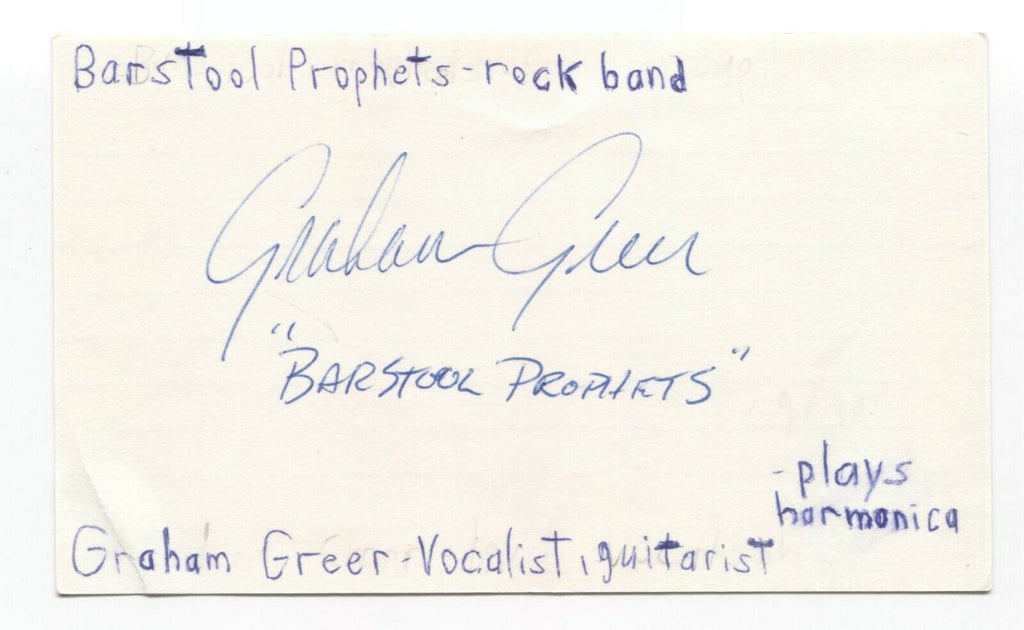 Barstool Prophets-rock band
Graham Greer
"BARSTOOL PROPHETS"
-plays
harmonica
Graham Greer-Vocalist, guitarist